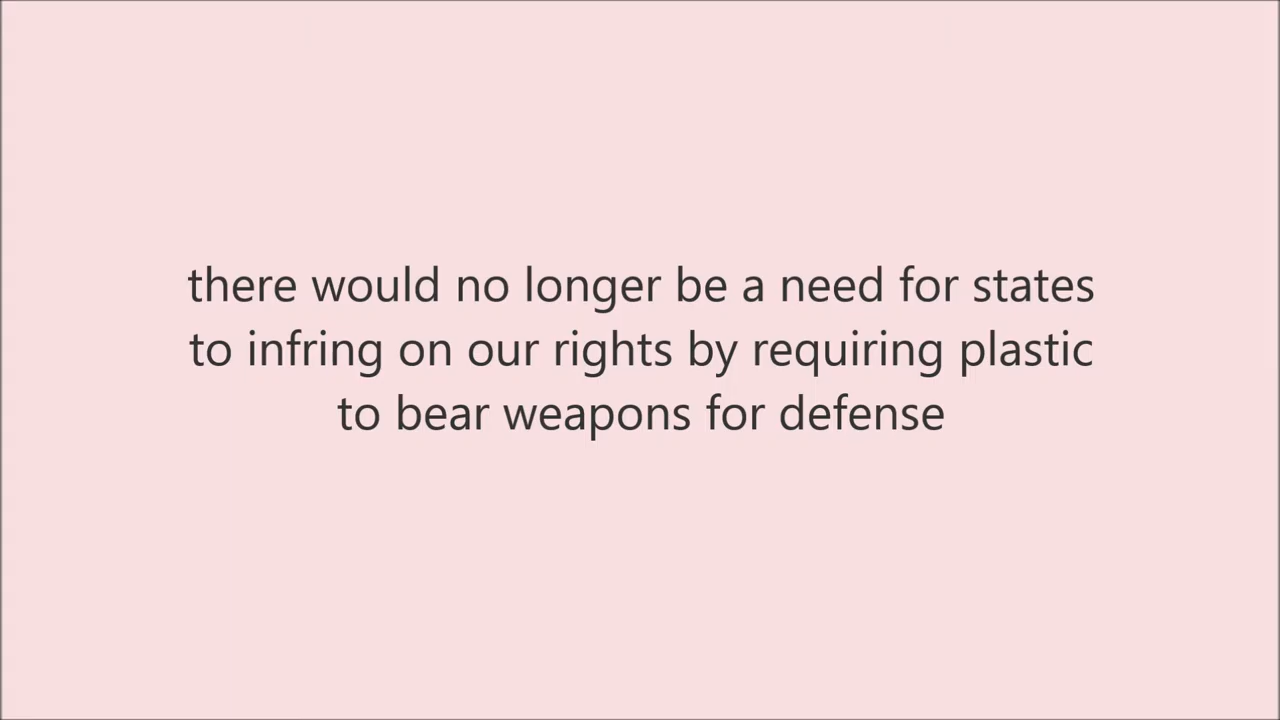 there would no longer be a need for states
to infring on our rights by requiring plastic
to bear weapons for defense